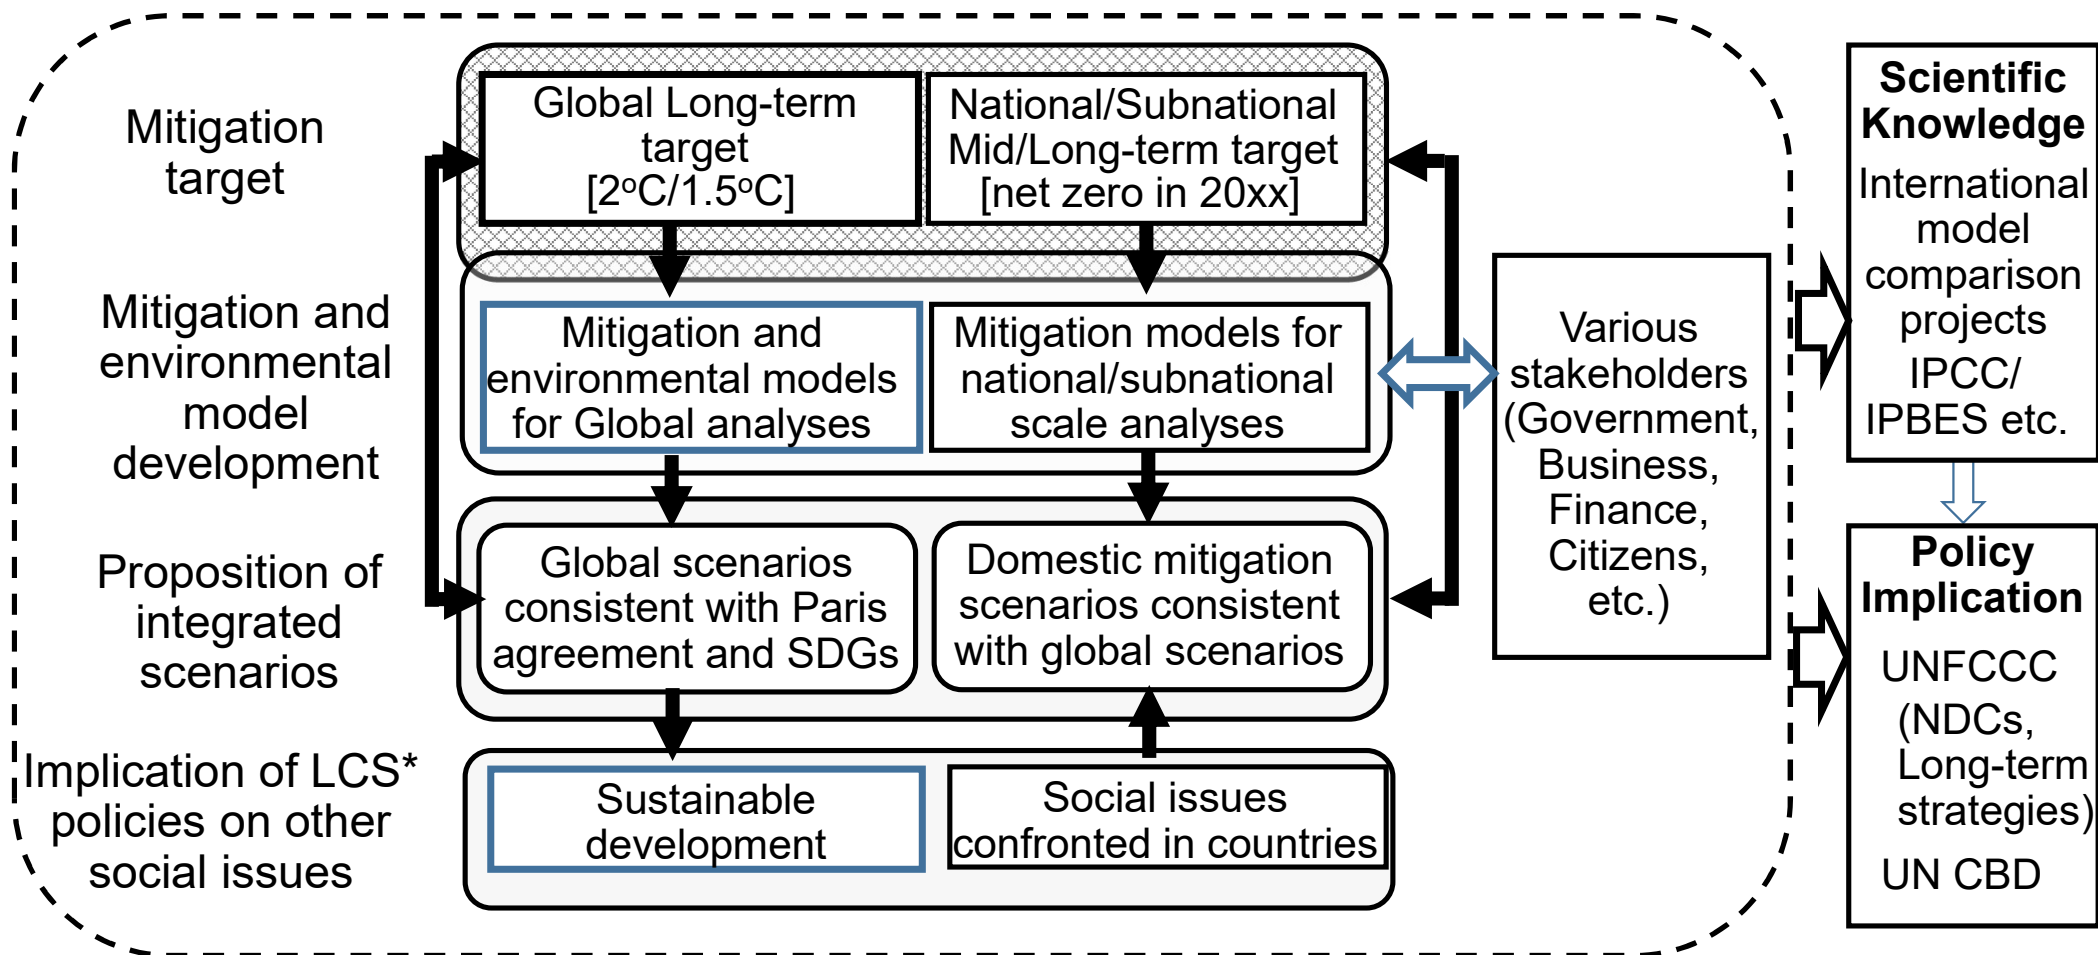 Mitigation
target
Global Long-term
target
[2°C/1.5°C]
National/Subnational
Mid/Long-term target
[net zero in 20xx]
Mitigation and
environmental
model
development
Mitigation and
environmental models
for Global analyses
Mitigation models for
national/subnational
scale analyses
Proposition of
integrated
scenarios
Global scenarios
consistent with Paris
agreement and SDGs
Domestic mitigation
scenarios consistent
with global scenarios
Implication of LCS*
policies on other
social issues
Sustainable
development
Social issues
confronted in countries
Various
stakeholders
(Government,
Business,
Finance,
Citizens,
etc.)
Scientific
Knowledge
International
model
comparison
projects
IPCC/
IPBES etc.
Policy
Implication
UNFCCC
(NDCs,
Long-term
strategies)
UN CBD